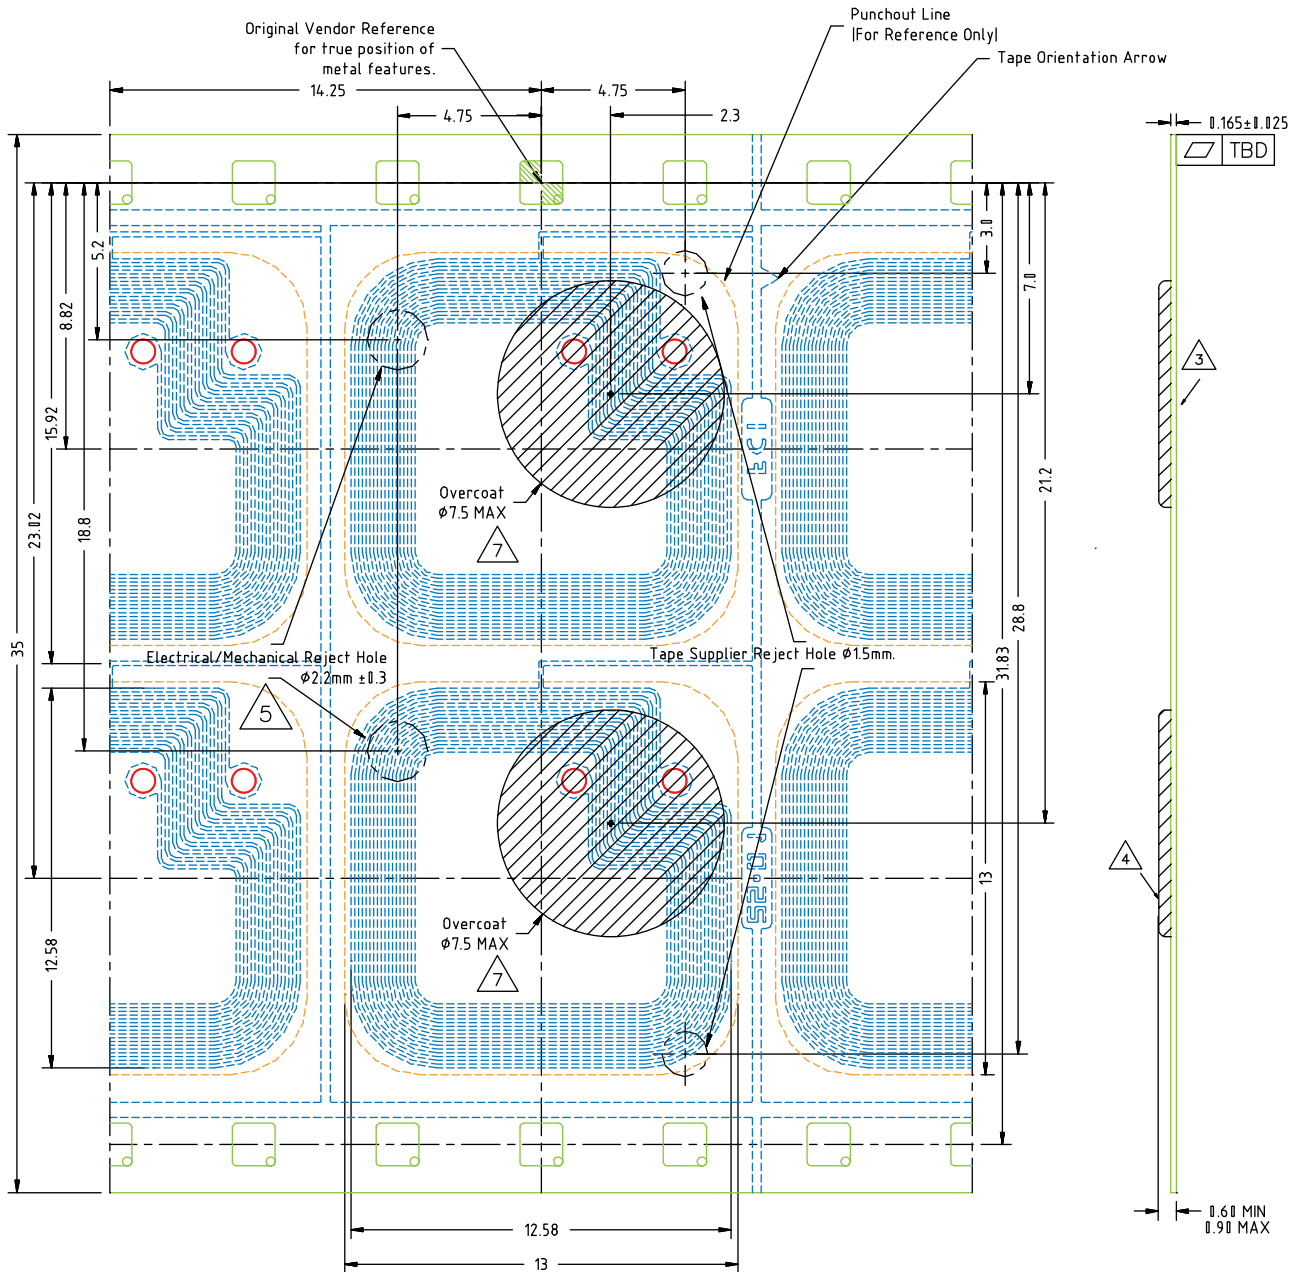 Original Vendor Reference
for true position of
metal features.
Punchout Line
|For Reference Only|
Tape Orientation Arrow
14.25
4.75
4.75
2.3
0.165±0.025
TBD
5.2
8.82
15.92
23.02
18.8
35
12.58
3.0
7.0
21.2
28.8
31.83
13
3
4
ECI
Overcoat
φ7.5 MAX
7
Electrical/Mechanical Reject Hole
φ2.2mm ±0.3
5
Tape Supplier Reject Hole φ1.5mm.
Overcoat
φ7.5 MAX
7
12.58
13
0.60 MIN
0.90 MAX